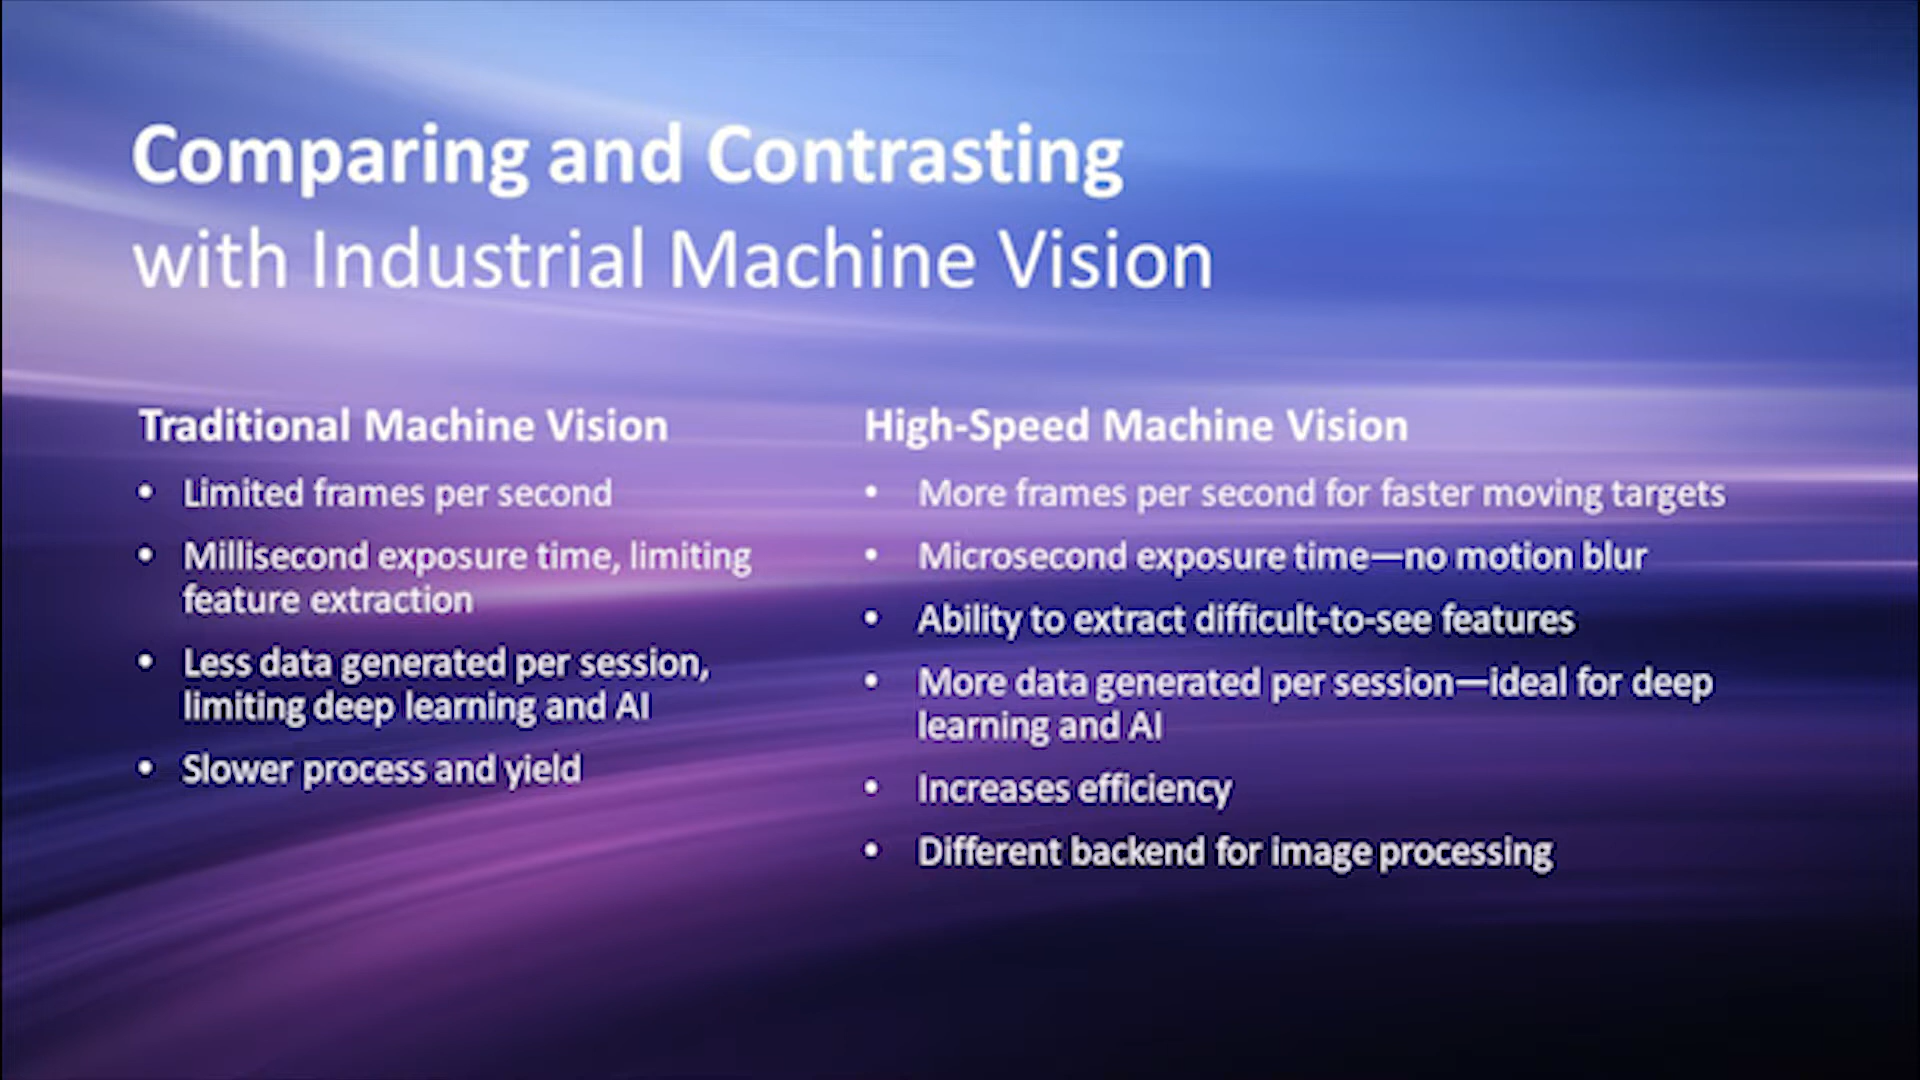 Comparing and Contrasting
with Industrial Machine Vision
Traditional Machine Vision
• Limited frames per second
• Millisecond exposure time, limiting
feature extraction
• Less data generated per session,
limiting deep learning and AI
• Slower process and yield
High-Speed Machine Vision
• More frames per second for faster moving targets
• Microsecond exposure time—no motion blur
• Ability to extract difficult-to-see features
• More data generated per session—ideal for deep
learning and AI
• Increases efficiency
• Different backend for image processing